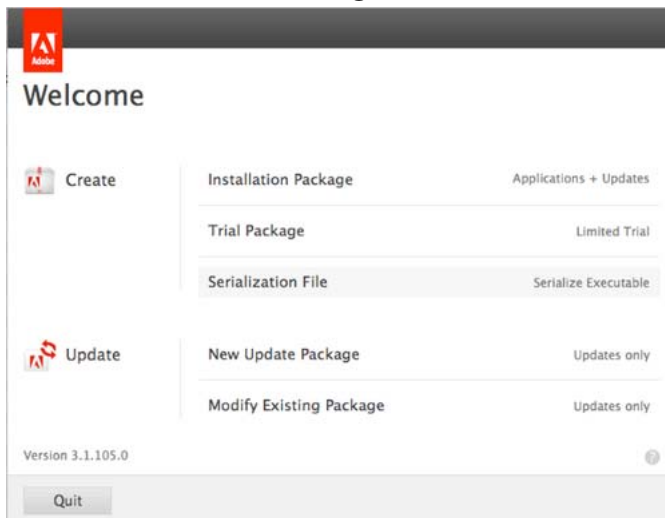 Adobe
Welcome
Create
Installation Package Applications + Updates
Trial Package Limited Trial
Serialization File Serialize Executable
Update
New Update Package Updates only
Modify Existing Package Updates only
Version 3.1.105.0 ?
Quit